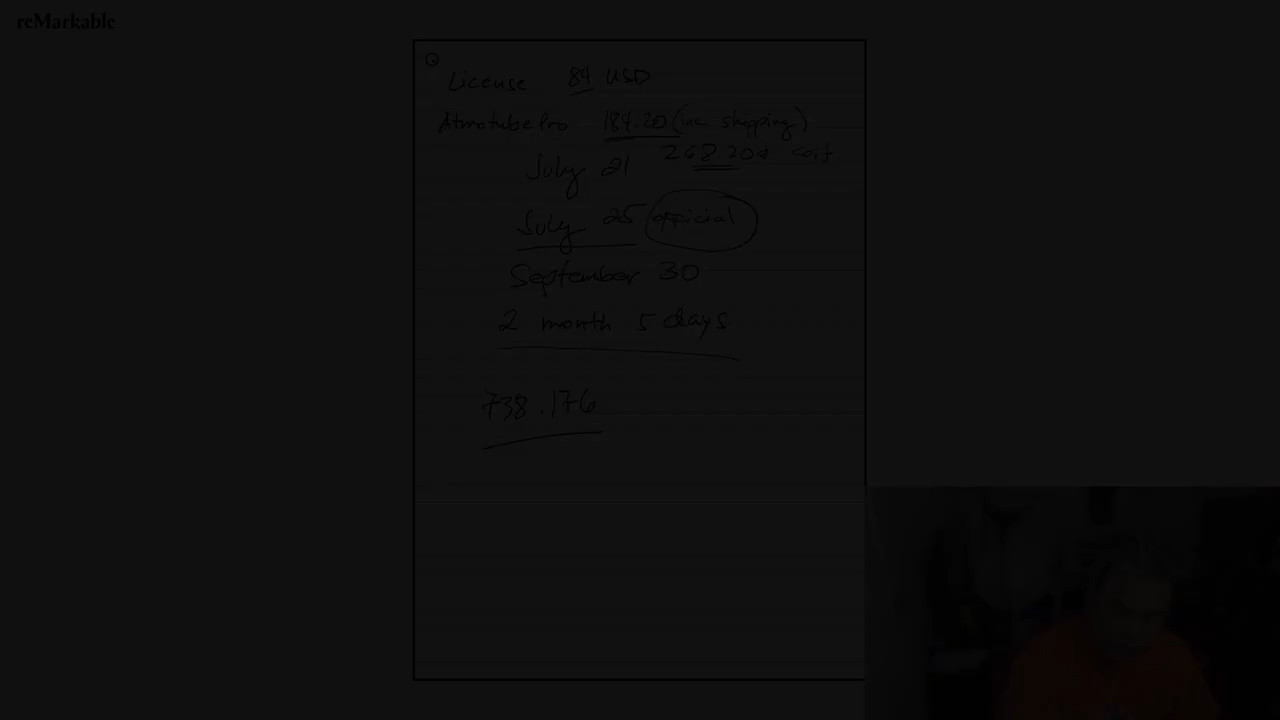 reMarkable
License 84 USD
Atmotube Pro 184.20 (inc shipping)
268.20
July 21
July 25 official
September 30
2 month 5 days
738.176